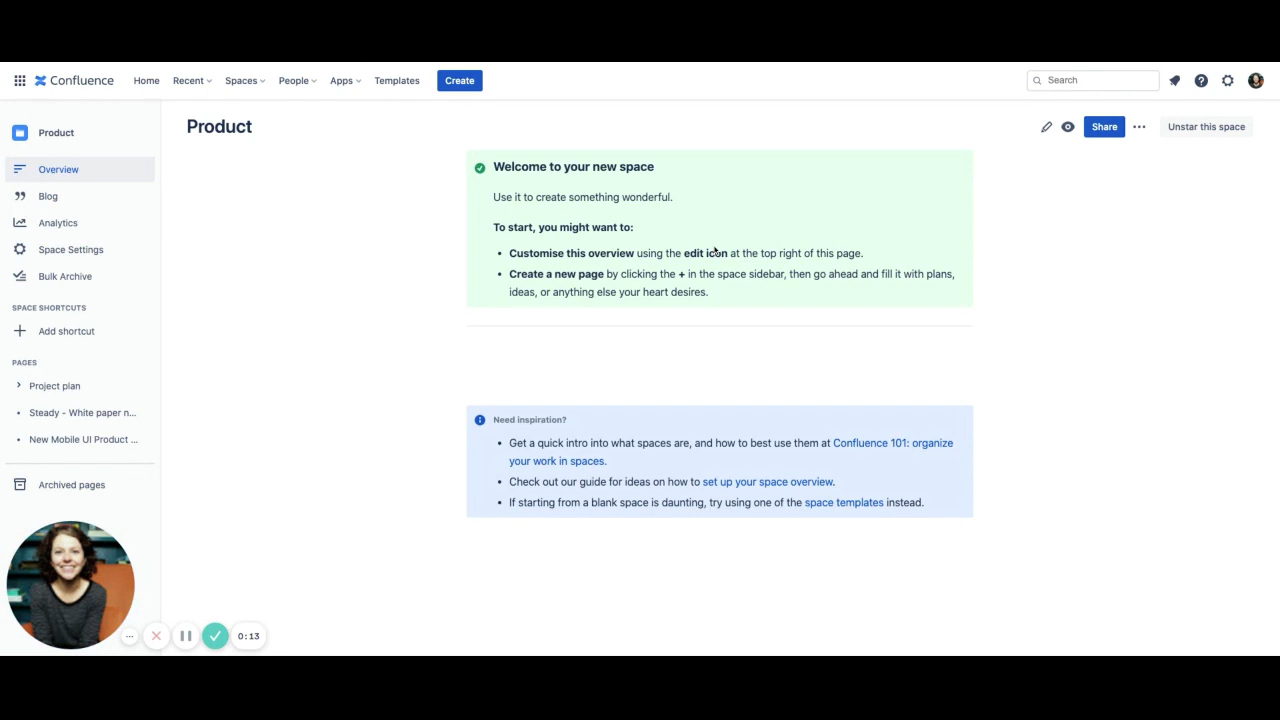 Confluence Home Recent Spaces People Apps Templates Create Search
Product
Overview
Blog
Analytics
Space Settings
Bulk Archive
SPACE SHORTCUTS
Add shortcut
PAGES
Project plan
Steady - White paper n...
New Mobile UI Product ...
Archived pages
Product
Share
Unstar this space
Welcome to your new space
Use it to create something wonderful.
To start, you might want to:
• Customise this overview using the edit icon at the top right of this page.
• Create a new page by clicking the + in the space sidebar, then go ahead and fill it with plans,
ideas, or anything else your heart desires.
Need inspiration?
• Get a quick intro into what spaces are, and how to best use them at Confluence 101: organize
your work in spaces.
• Check out our guide for ideas on how to set up your space overview.
• If starting from a blank space is daunting, try using one of the space templates instead.
0:13